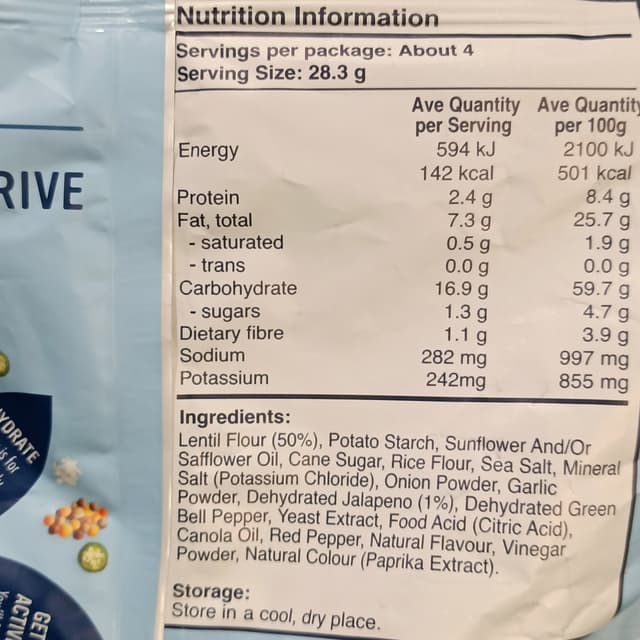 Nutrition Information
Servings per package: About 4
Serving Size: 28.3 g
Ave Quantity per Serving Ave Quantity per 100g
Energy 594 kJ 2100 kJ
142 kcal 501 kcal
Protein 2.4 g 8.4 g
Fat, total 7.3 g 25.7 g
- saturated 0.5 g 1.9 g
- trans 0.0 g 0.0 g
Carbohydrate 16.9 g 59.7 g
- sugars 1.3 g 4.7 g
Dietary fibre 1.1 g 3.9 g
Sodium 282 mg 997 mg
Potassium 242mg 855 mg
Ingredients:
Lentil Flour (50%), Potato Starch, Sunflower And/Or
Safflower Oil, Cane Sugar, Rice Flour, Sea Salt, Mineral
Salt (Potassium Chloride), Onion Powder, Garlic
Powder, Dehydrated Jalapeno (1%), Dehydrated Green
Bell Pepper, Yeast Extract, Food Acid (Citric Acid),
Canola Oil, Red Pepper, Natural Flavour, Vinegar
Powder, Natural Colour (Paprika Extract).
Storage:
Store in a cool, dry place.
RIVE
YDRATE
is for
GET
ACTIV